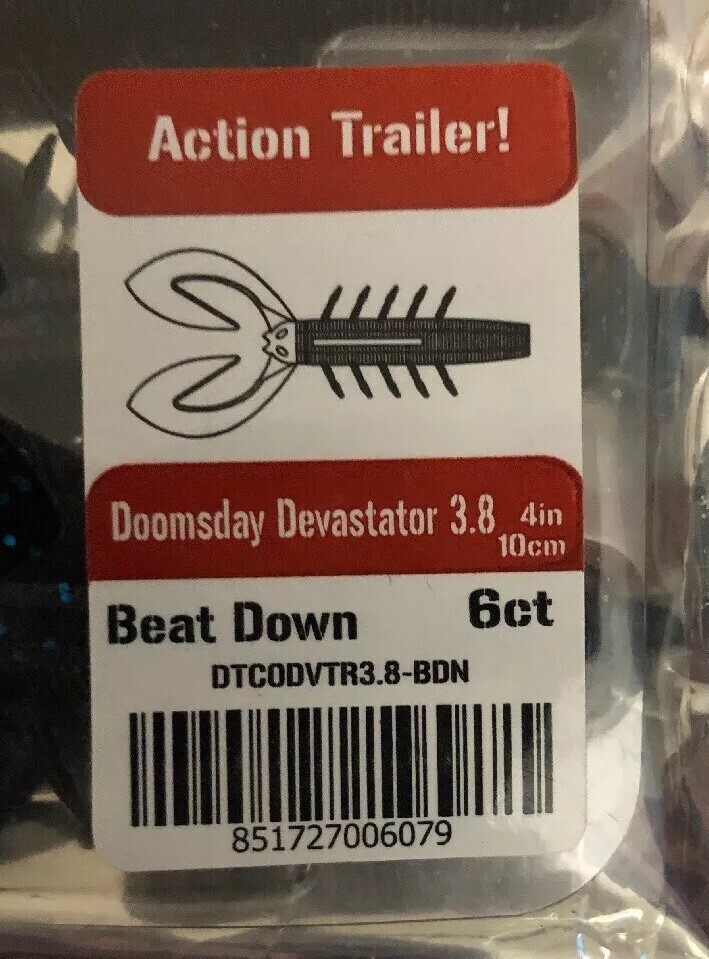 Action Trailer!
Doomsday Devastator 3.8 4in
10cm
Beat Down 6ct
DTCODVTR3.8-BDN
851727006079